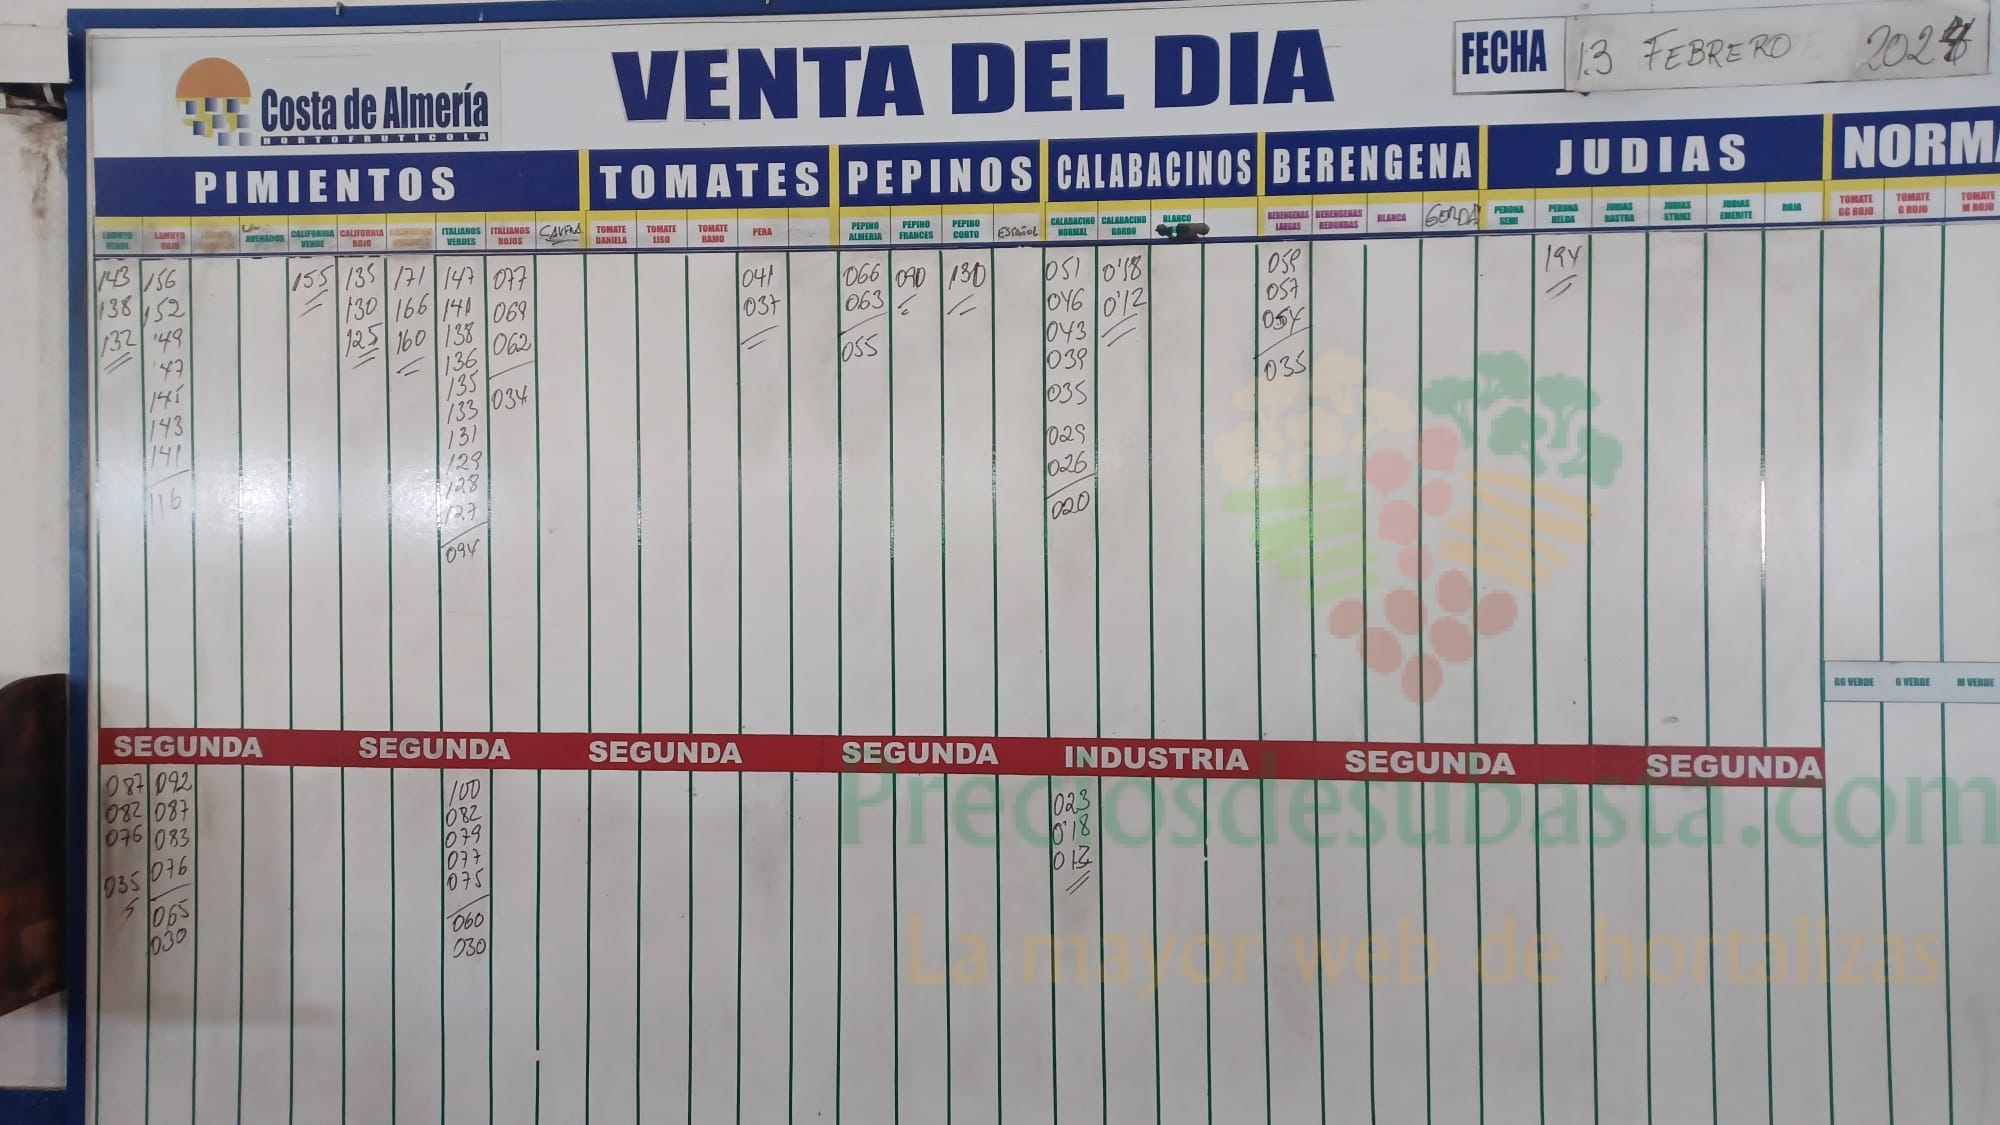 Costa de Almería
HORTOFRUTICOLA
VENTA DEL DIA
FECHA 13 FEBRERO 2024
PIMIENTOS TOMATES PEPINOS CALABACINOS BERENGENA JUDIAS NORMA
LAMUYO VERDE LAMUYO ROJO CALIFORNIA VERDE CALIFORNIA ROJO CALIFORNIA AMARILLO ITALIANOS VERDES ITALIANOS ROJOS TOMATE DANIELA TOMATE LISO TOMATE RAMO PERA PEPINO ALMERIA PEPINO FRANCES PEPINO CORTO ESPAÑOL CALABACINO NORMAL CALABACINO GORDO BLANCO BERENGENAS LARGAS BERENGENAS REDONDAS BLANCA GORDA PERONA SEMI PERONA HELDA JUDIAS RASTRA JUDIAS STRIKE JUDIAS EMERITE ROJA TOMATE GG ROJO TOMATE G ROJO TOMATE M ROJO
143 156 155 135 171 147 077 041 066 090 130 051 0'18 059 194
138 152 130 166 141 069 037 063 046 0'12 057
132 '49 125 160 138 062 055 043 054
'47 136 039 035
145 135 034 035
143 133 029
141 131 026
116 129 020
128
127
094
GG VERDE G VERDE M VERDE
SEGUNDA SEGUNDA SEGUNDA SEGUNDA INDUSTRIA SEGUNDA SEGUNDA
087 092 100 023
082 087 082 0'18
076 083 079 012
035 076 077
065 075
030 060
030
Preciosdesubasta.com
La mayor web de hortalizas